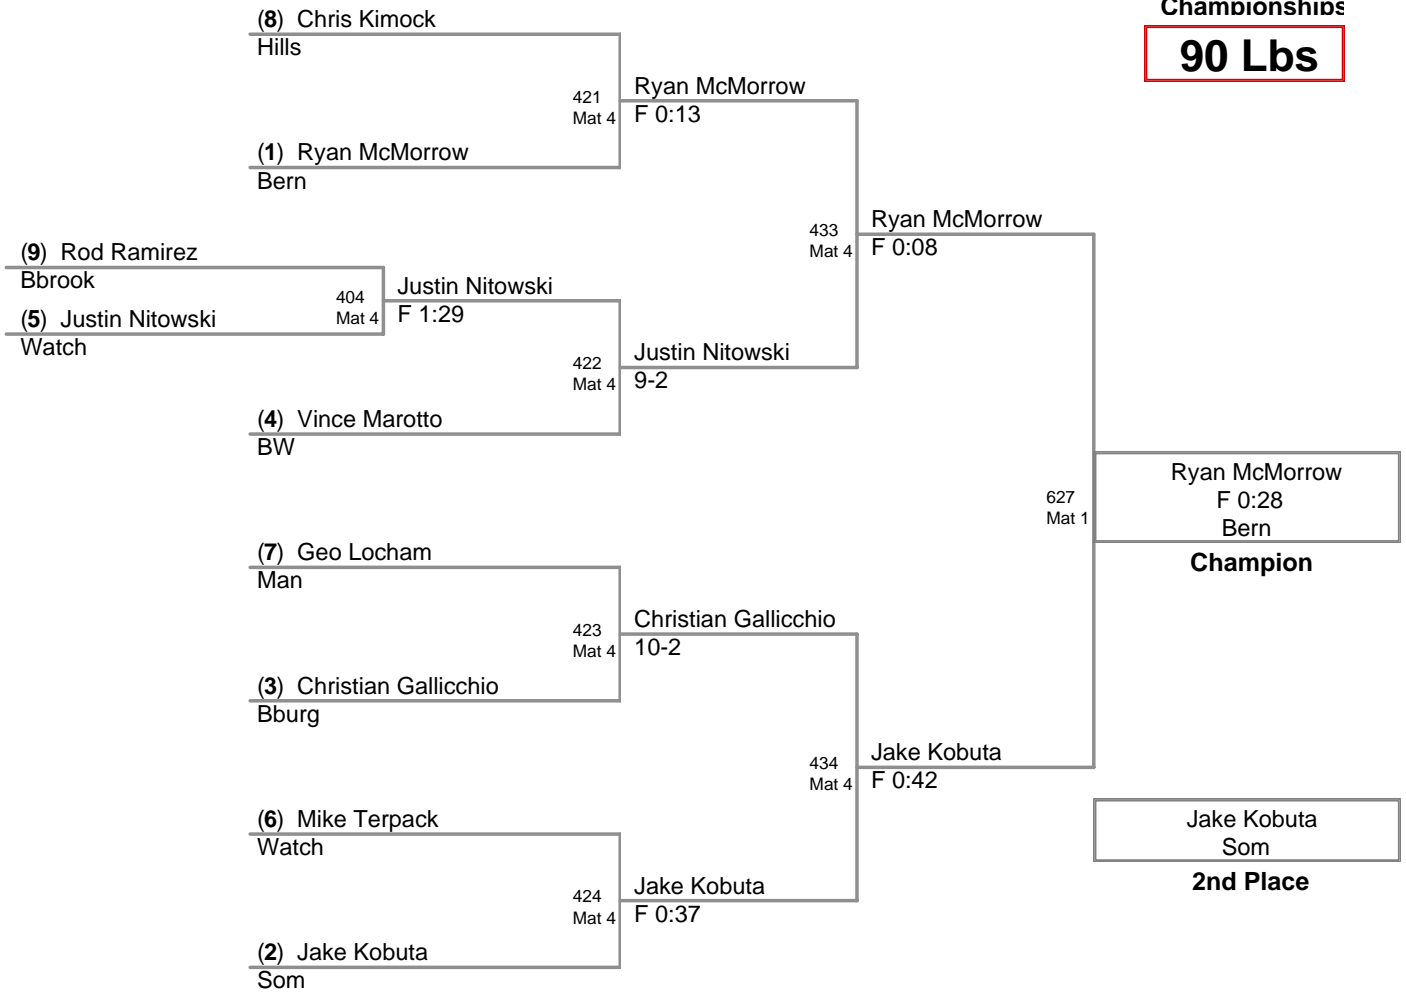 Championships
90 Lbs
(8) Chris Kimock
Hills
421
Mat 4
Ryan McMorrow
F 0:13
(1) Ryan McMorrow
Bern
433
Mat 4
Ryan McMorrow
F 0:08
(9) Rod Ramirez
Bbrook
404
Mat 4
Justin Nitowski
F 1:29
(5) Justin Nitowski
Watch
422
Mat 4
Justin Nitowski
9-2
(4) Vince Marotto
BW
627
Mat 1
Ryan McMorrow
F 0:28
Bern
Champion
(7) Geo Locham
Man
423
Mat 4
Christian Gallicchio
10-2
(3) Christian Gallicchio
Bburg
434
Mat 4
Jake Kobuta
F 0:42
(6) Mike Terpack
Watch
424
Mat 4
Jake Kobuta
F 0:37
(2) Jake Kobuta
Som
Jake Kobuta
Som
2nd Place